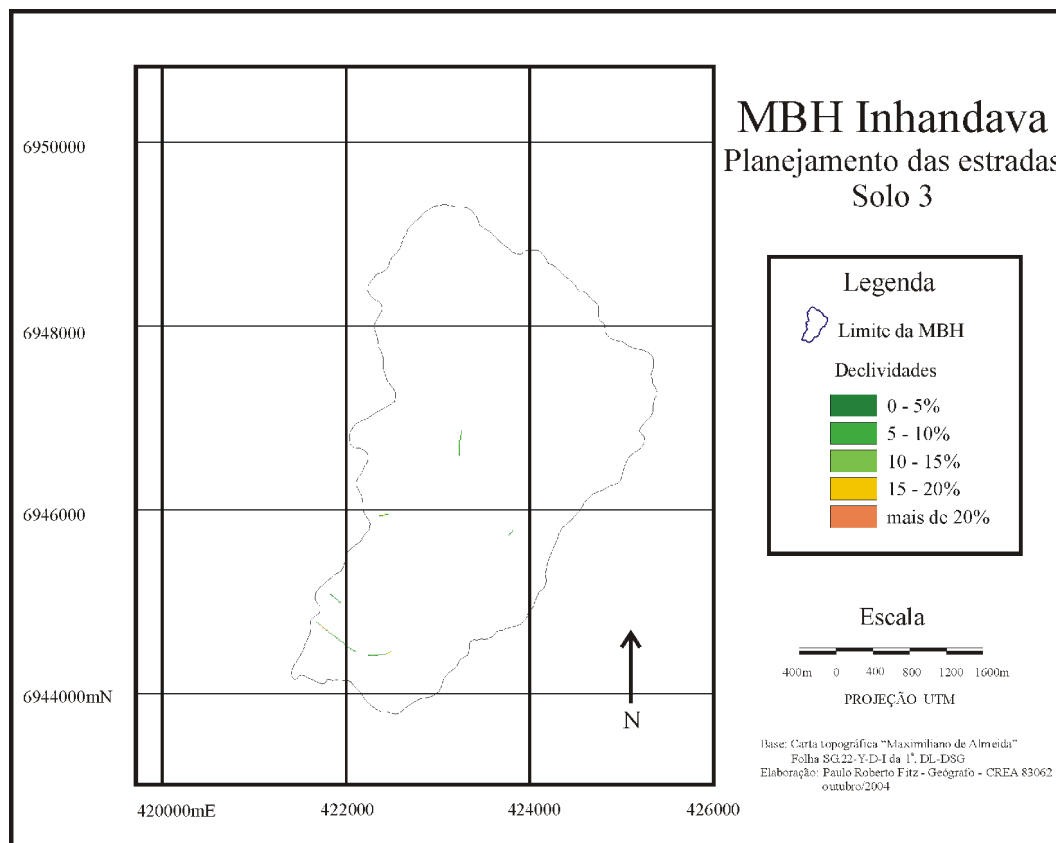 MBH Inhandava
Planejamento das estradas
Solo 3
6950000
6948000
6946000
6944000mN
420000mE
422000
424000
426000
N
Legenda
Limite da MBH
Declividades
0 - 5%
5 - 10%
10 - 15%
15 - 20%
mais de 20%
Escala
400m 0 400 800 1200 1600m
PROJEÇÃO UTM
Base: Carta topográfica “Maximiliano de Almeida”
Folha SG.22-Y-D-I da 1ª. DL-DSG
Elaboração: Paulo Roberto Fitz - Geógrafo - CREA 83062
outubro/2004